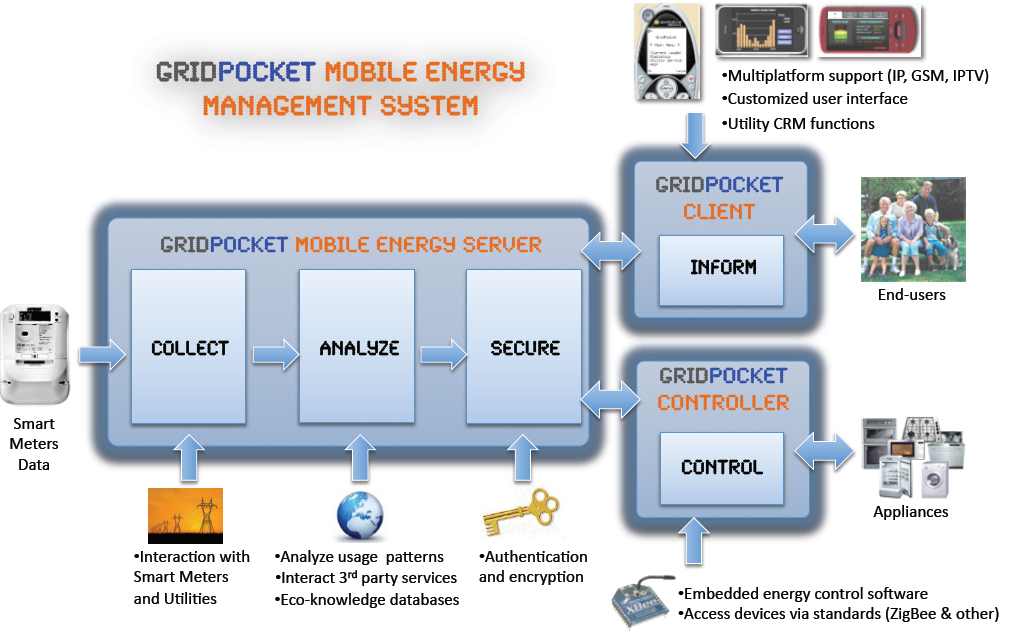 GRIDPOCKET MOBILE ENERGY
MANAGEMENT SYSTEM
GridPocket
•Multiplatform support (IP, GSM, IPTV)
•Customized user interface
•Utility CRM functions
GRIDPOCKET
CLIENT
INFORM
End-users
GRIDPOCKET MOBILE ENERGY SERVER
COLLECT
ANALYZE
SECURE
Smart
Meters
Data
GRIDPOCKET
CONTROLLER
CONTROL
Appliances
•Interaction with
Smart Meters
and Utilities
•Analyze usage patterns
•Interact 3rd party services
•Eco-knowledge databases
•Authentication
and encryption
XBee
•Embedded energy control software
•Access devices via standards (ZigBee & other)